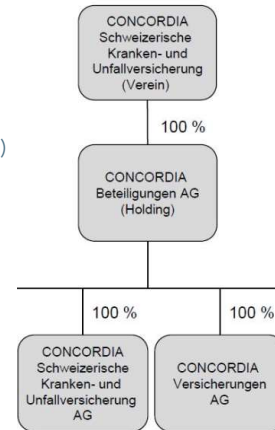 CONCORDIA
Schweizerische
Kranken- und
Unfallversicherung
(Verein)
100 %
)
CONCORDIA
Beteiligungen AG
(Holding)
100 %
100 %
CONCORDIA
Schweizerische
Kranken- und
Unfallversicherung
AG
CONCORDIA
Versicherungen
AG